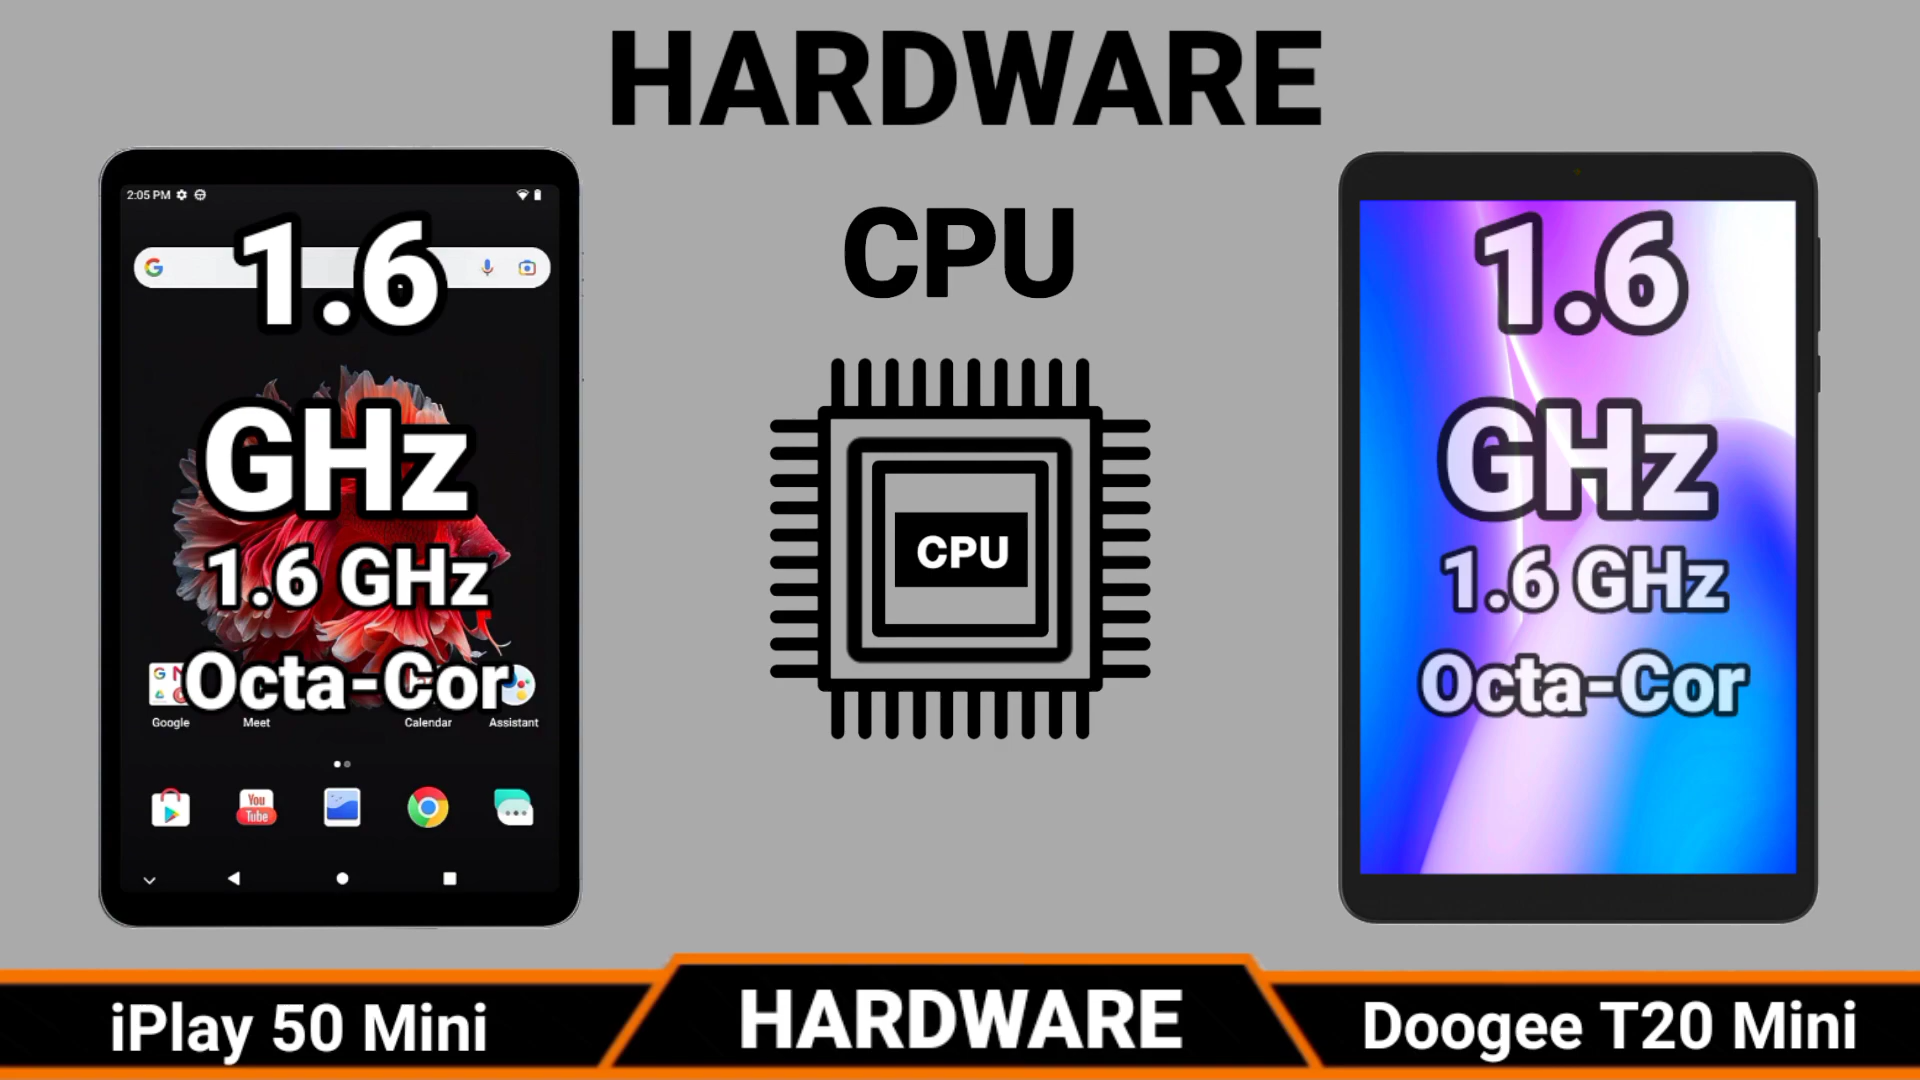 HARDWARE
CPU
2:05 PM
1.6
GHz
1.6 GHz
Octa-Cor
Google
Meet
Calendar
Assistant
You
Tube
CPU
1.6
GHz
1.6 GHz
Octa-Cor
iPlay 50 Mini
HARDWARE
Doogee T20 Mini